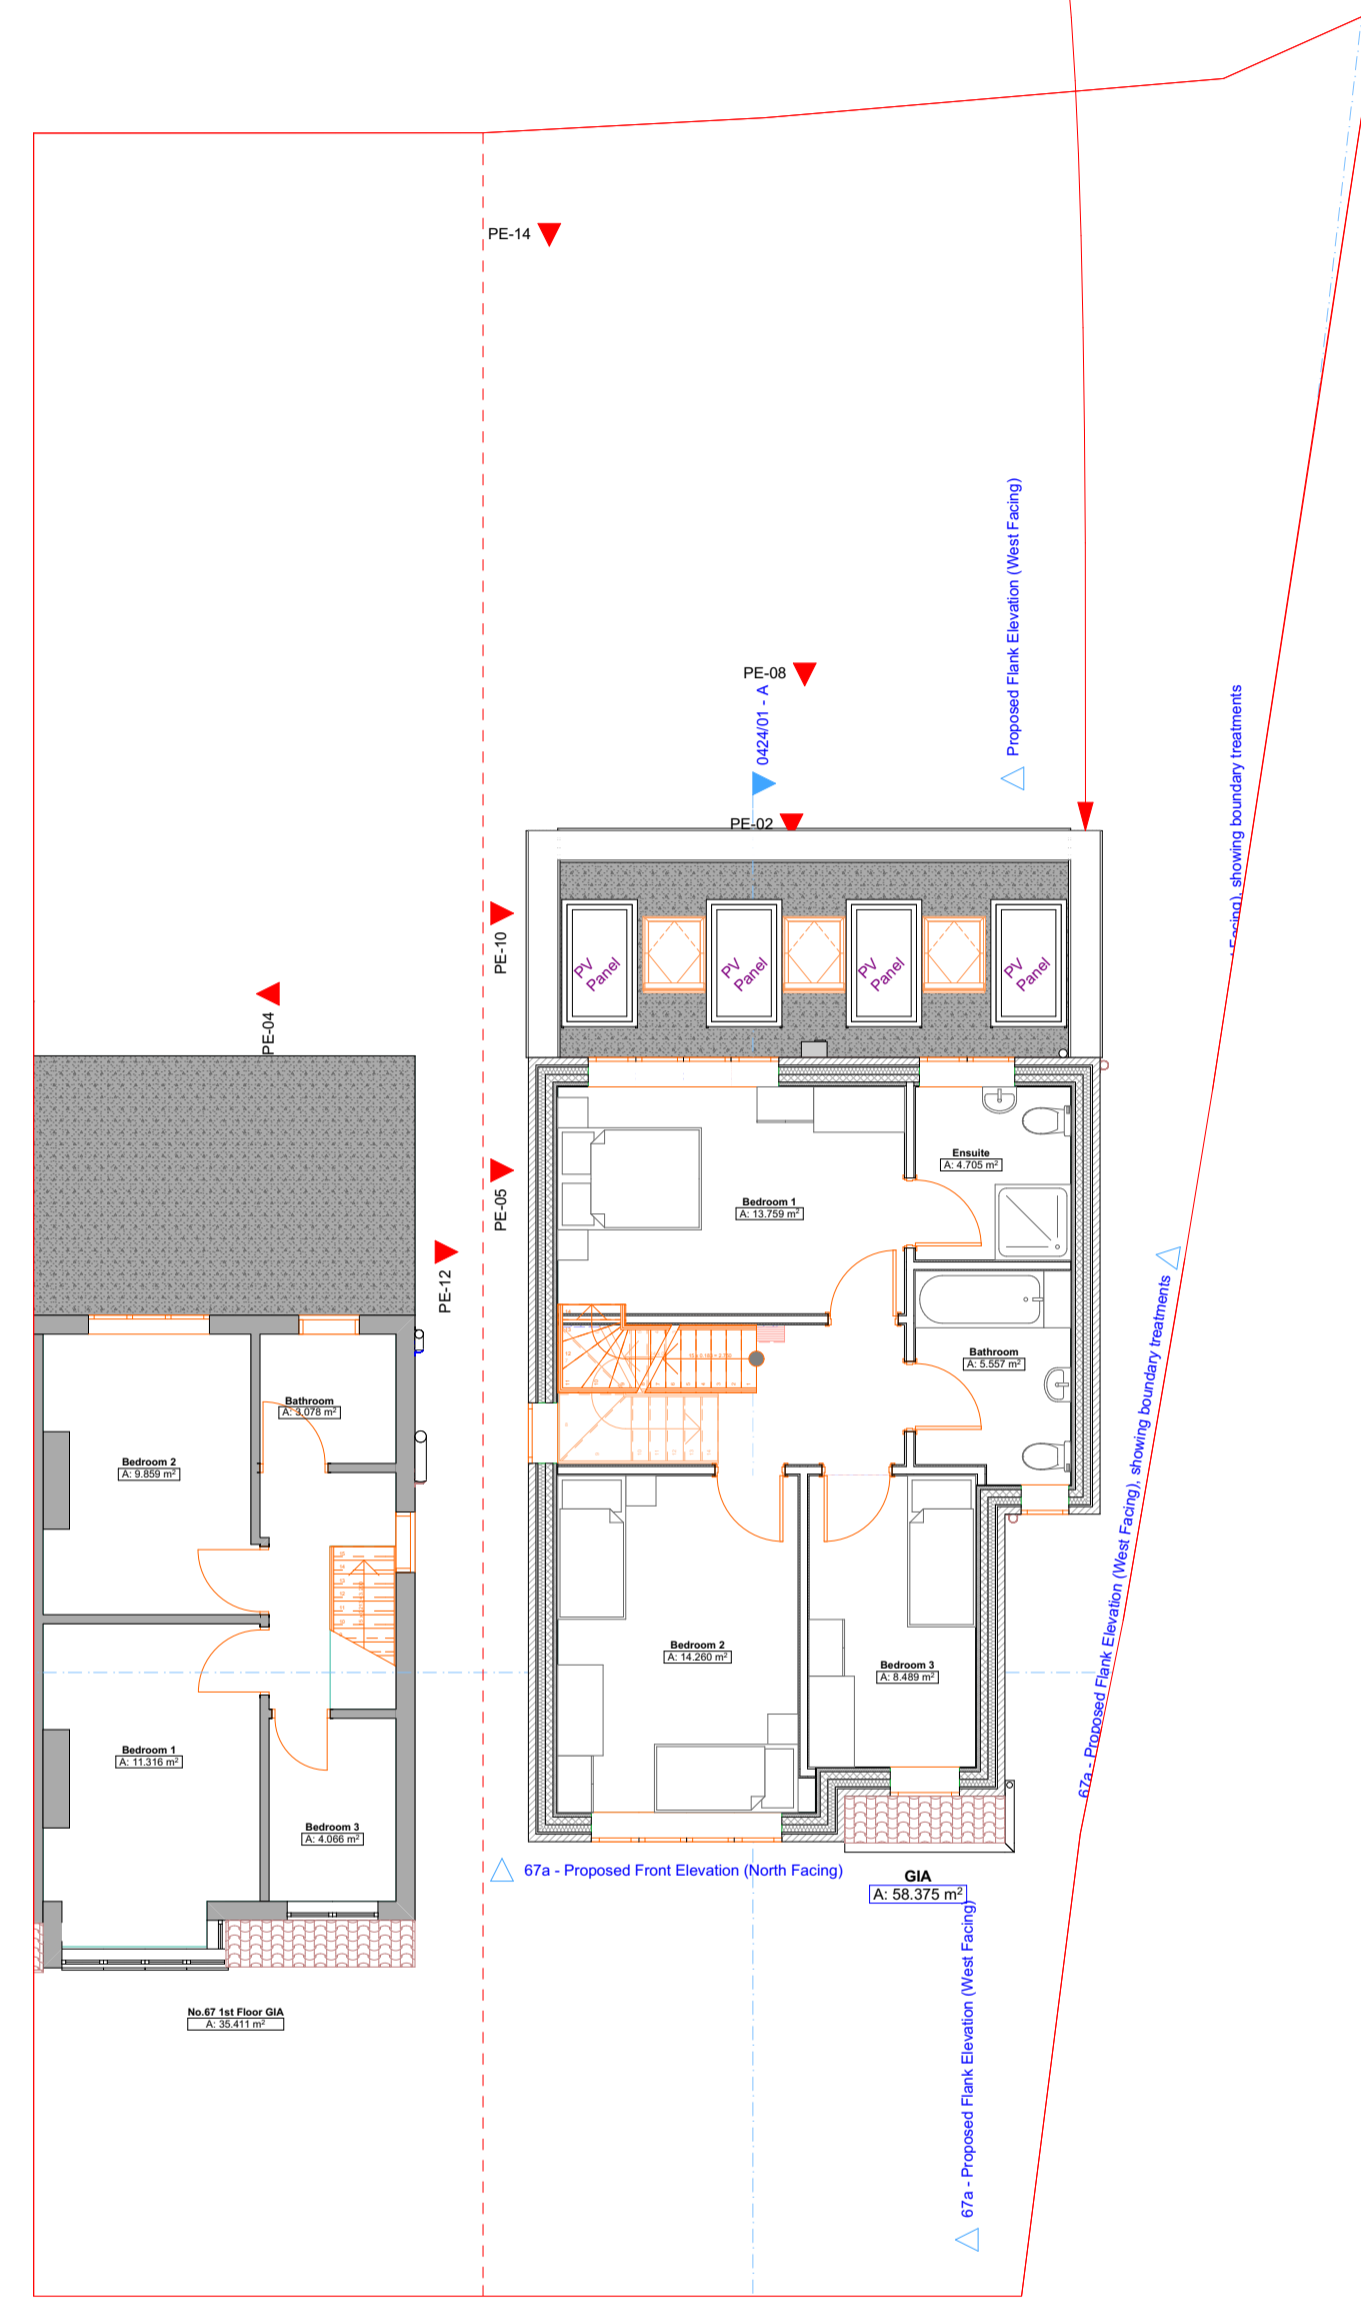 PE-14
Proposed Flank Elevation (West Facing)
PE-08
0424/01 - A
Facing), showing boundary treatments
PE-02
PE-10
PV
Panel
PV
Panel
PV
Panel
PV
Panel
PE-04
PE-05
PE-12
Ensuite
A: 4.705 m²
Bedroom 1
A: 13.759 m²
Bathroom
A: 5.557 m²
Bathroom
A: 3.078 m²
Bedroom 2
A: 9.859 m²
67a - Proposed Flank Elevation (West Facing), showing boundary treatments
Bedroom 2
A: 14.260 m²
Bedroom 3
A: 8.489 m²
Bedroom 1
A: 11.316 m²
Bedroom 3
A: 4.066 m²
67a - Proposed Front Elevation (North Facing)
GIA
A: 58.375 m²
67a - Proposed Flank Elevation (West Facing)
No.67 1st Floor GIA
A: 35.411 m²